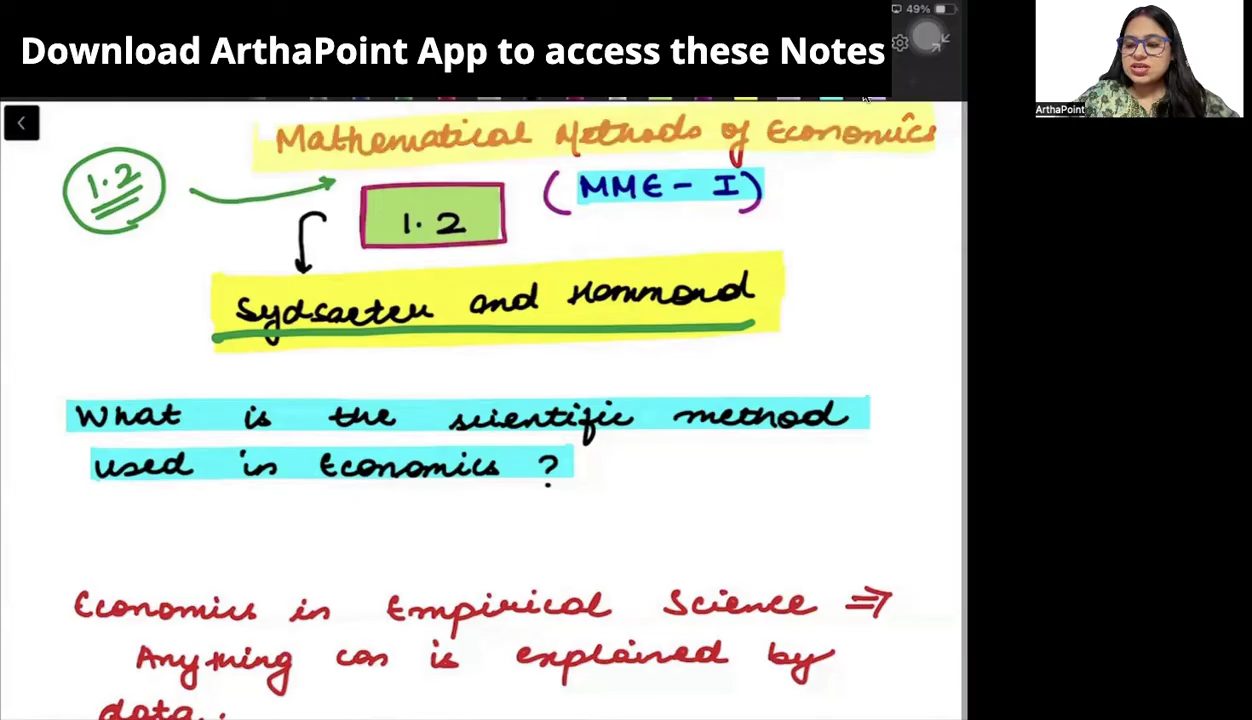 Download ArthaPoint App to access these Notes
49%
ArthaPoint
Mathematical Methods of Economics
1.2
1.2
(MME - I)
Sydsaeter and Hammond
What is the scientific method
used in Economics ?
Economics in Empirical Science ⇒
Anything can is explained by
data.